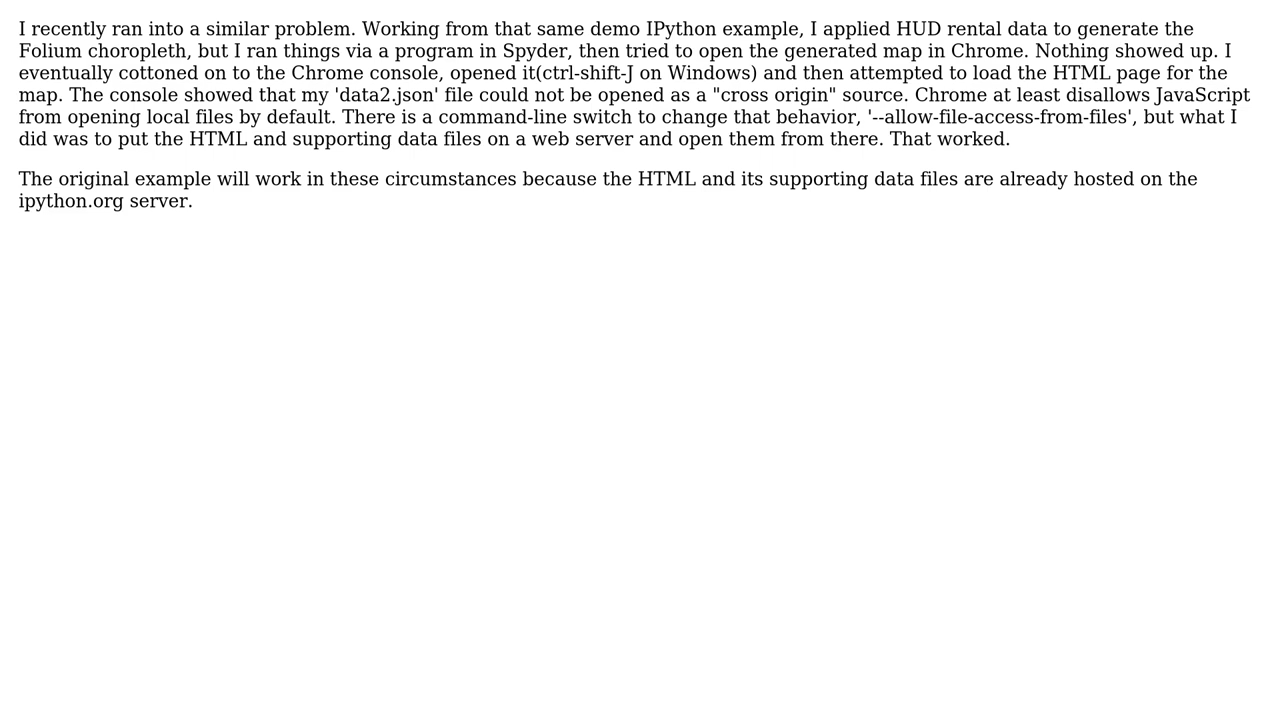 I recently ran into a similar problem. Working from that same demo IPython example, I applied HUD rental data to generate the
Folium choropleth, but I ran things via a program in Spyder, then tried to open the generated map in Chrome. Nothing showed up. I
eventually cottoned on to the Chrome console, opened it(ctrl-shift-J on Windows) and then attempted to load the HTML page for the
map. The console showed that my 'data2.json' file could not be opened as a "cross origin" source. Chrome at least disallows JavaScript
from opening local files by default. There is a command-line switch to change that behavior, '--allow-file-access-from-files', but what I
did was to put the HTML and supporting data files on a web server and open them from there. That worked.
The original example will work in these circumstances because the HTML and its supporting data files are already hosted on the
ipython.org server.